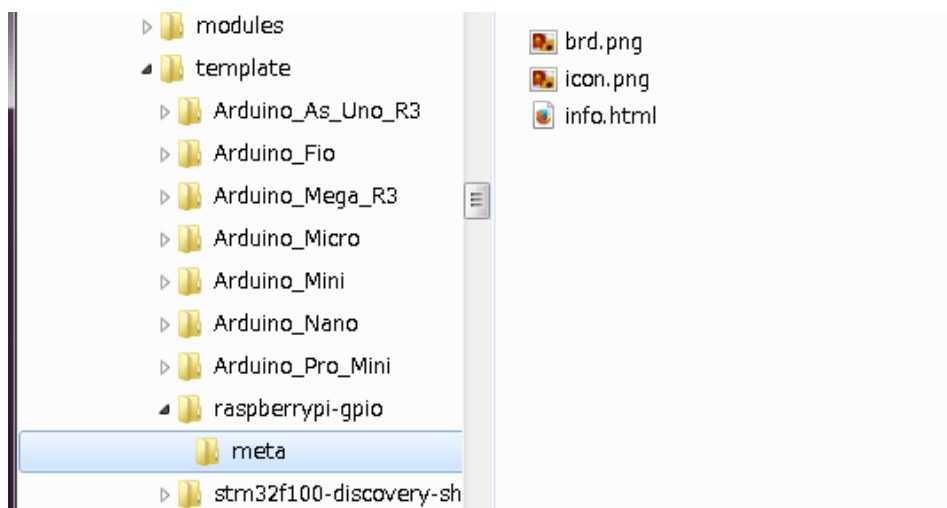 modules
template
Arduino_As_Uno_R3
Arduino_Fio
Arduino_Mega_R3
Arduino_Micro
Arduino_Mini
Arduino_Nano
Arduino_Pro_Mini
raspberrypi-gpio
meta
stm32f100-discovery-sh
brd.png
icon.png
info.html